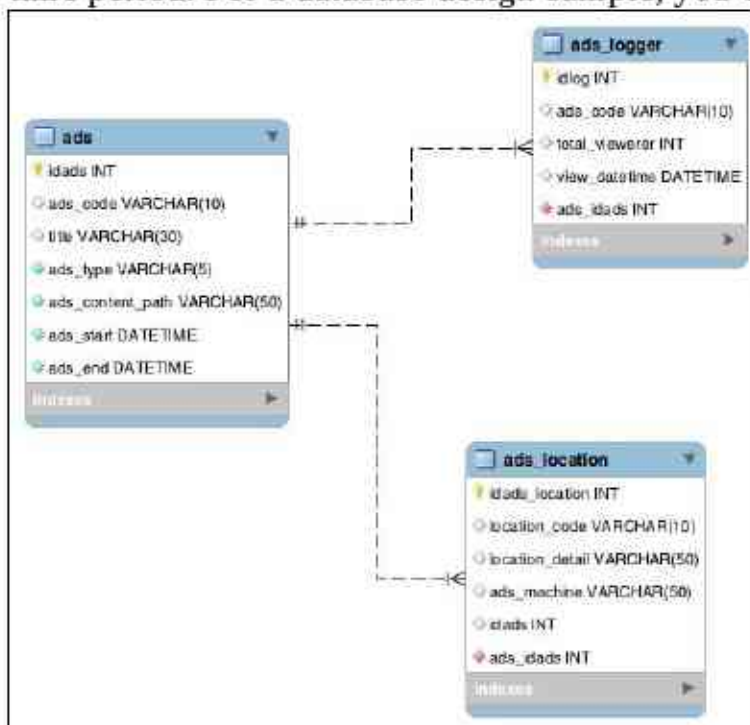 ads_logger
idlog INT
ads_code VARCHAR(10)
total_viewerer INT
view_datetime DATETIME
ads_idads INT
Indexes
ads
idads INT
ads_code VARCHAR(10)
title VARCHAR(30)
ads_type VARCHAR(5)
ads_content_path VARCHAR(50)
ads_start DATETIME
ads_end DATETIME
Indexes
ads_location
idads_location INT
location_code VARCHAR(10)
location_detail VARCHAR(50)
ads_machine VARCHAR(50)
idads INT
ads_idads INT
Indexes